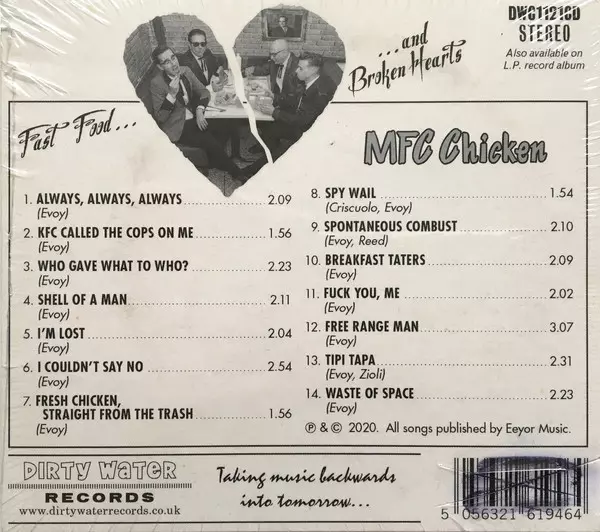 DWC1121CD
STEREO
Also available on
L.P. record album
...and
Broken Hearts
Fast Food...
MFC Chicken
1. ALWAYS, ALWAYS, ALWAYS 2.09
(Evoy)
2. KFC CALLED THE COPS ON ME 1.56
(Evoy)
3. WHO GAVE WHAT TO WHO? 2.23
(Evoy)
4. SHELL OF A MAN 2.11
(Evoy)
5. I'M LOST 2.04
(Evoy)
6. I COULDN'T SAY NO 2.54
(Evoy)
7. FRESH CHICKEN,
STRAIGHT FROM THE TRASH 1.56
(Evoy)
8. SPY WAIL 1.54
(Criscuolo, Evoy)
9. SPONTANEOUS COMBUST 2.10
(Evoy, Reed)
10. BREAKFAST TATERS 2.09
(Evoy)
11. FUCK YOU, ME 2.02
(Evoy)
12. FREE RANGE MAN 3.07
(Evoy)
13. TIPI TAPA 2.31
(Evoy, Zioli)
14. WASTE OF SPACE 2.23
(Evoy)
℗ & © 2020. All songs published by Eeyor Music.
DIRTY WATER
RECORDS
www.dirtywaterrecords.co.uk
Taking music backwards
into tomorrow...
5 056321 619464